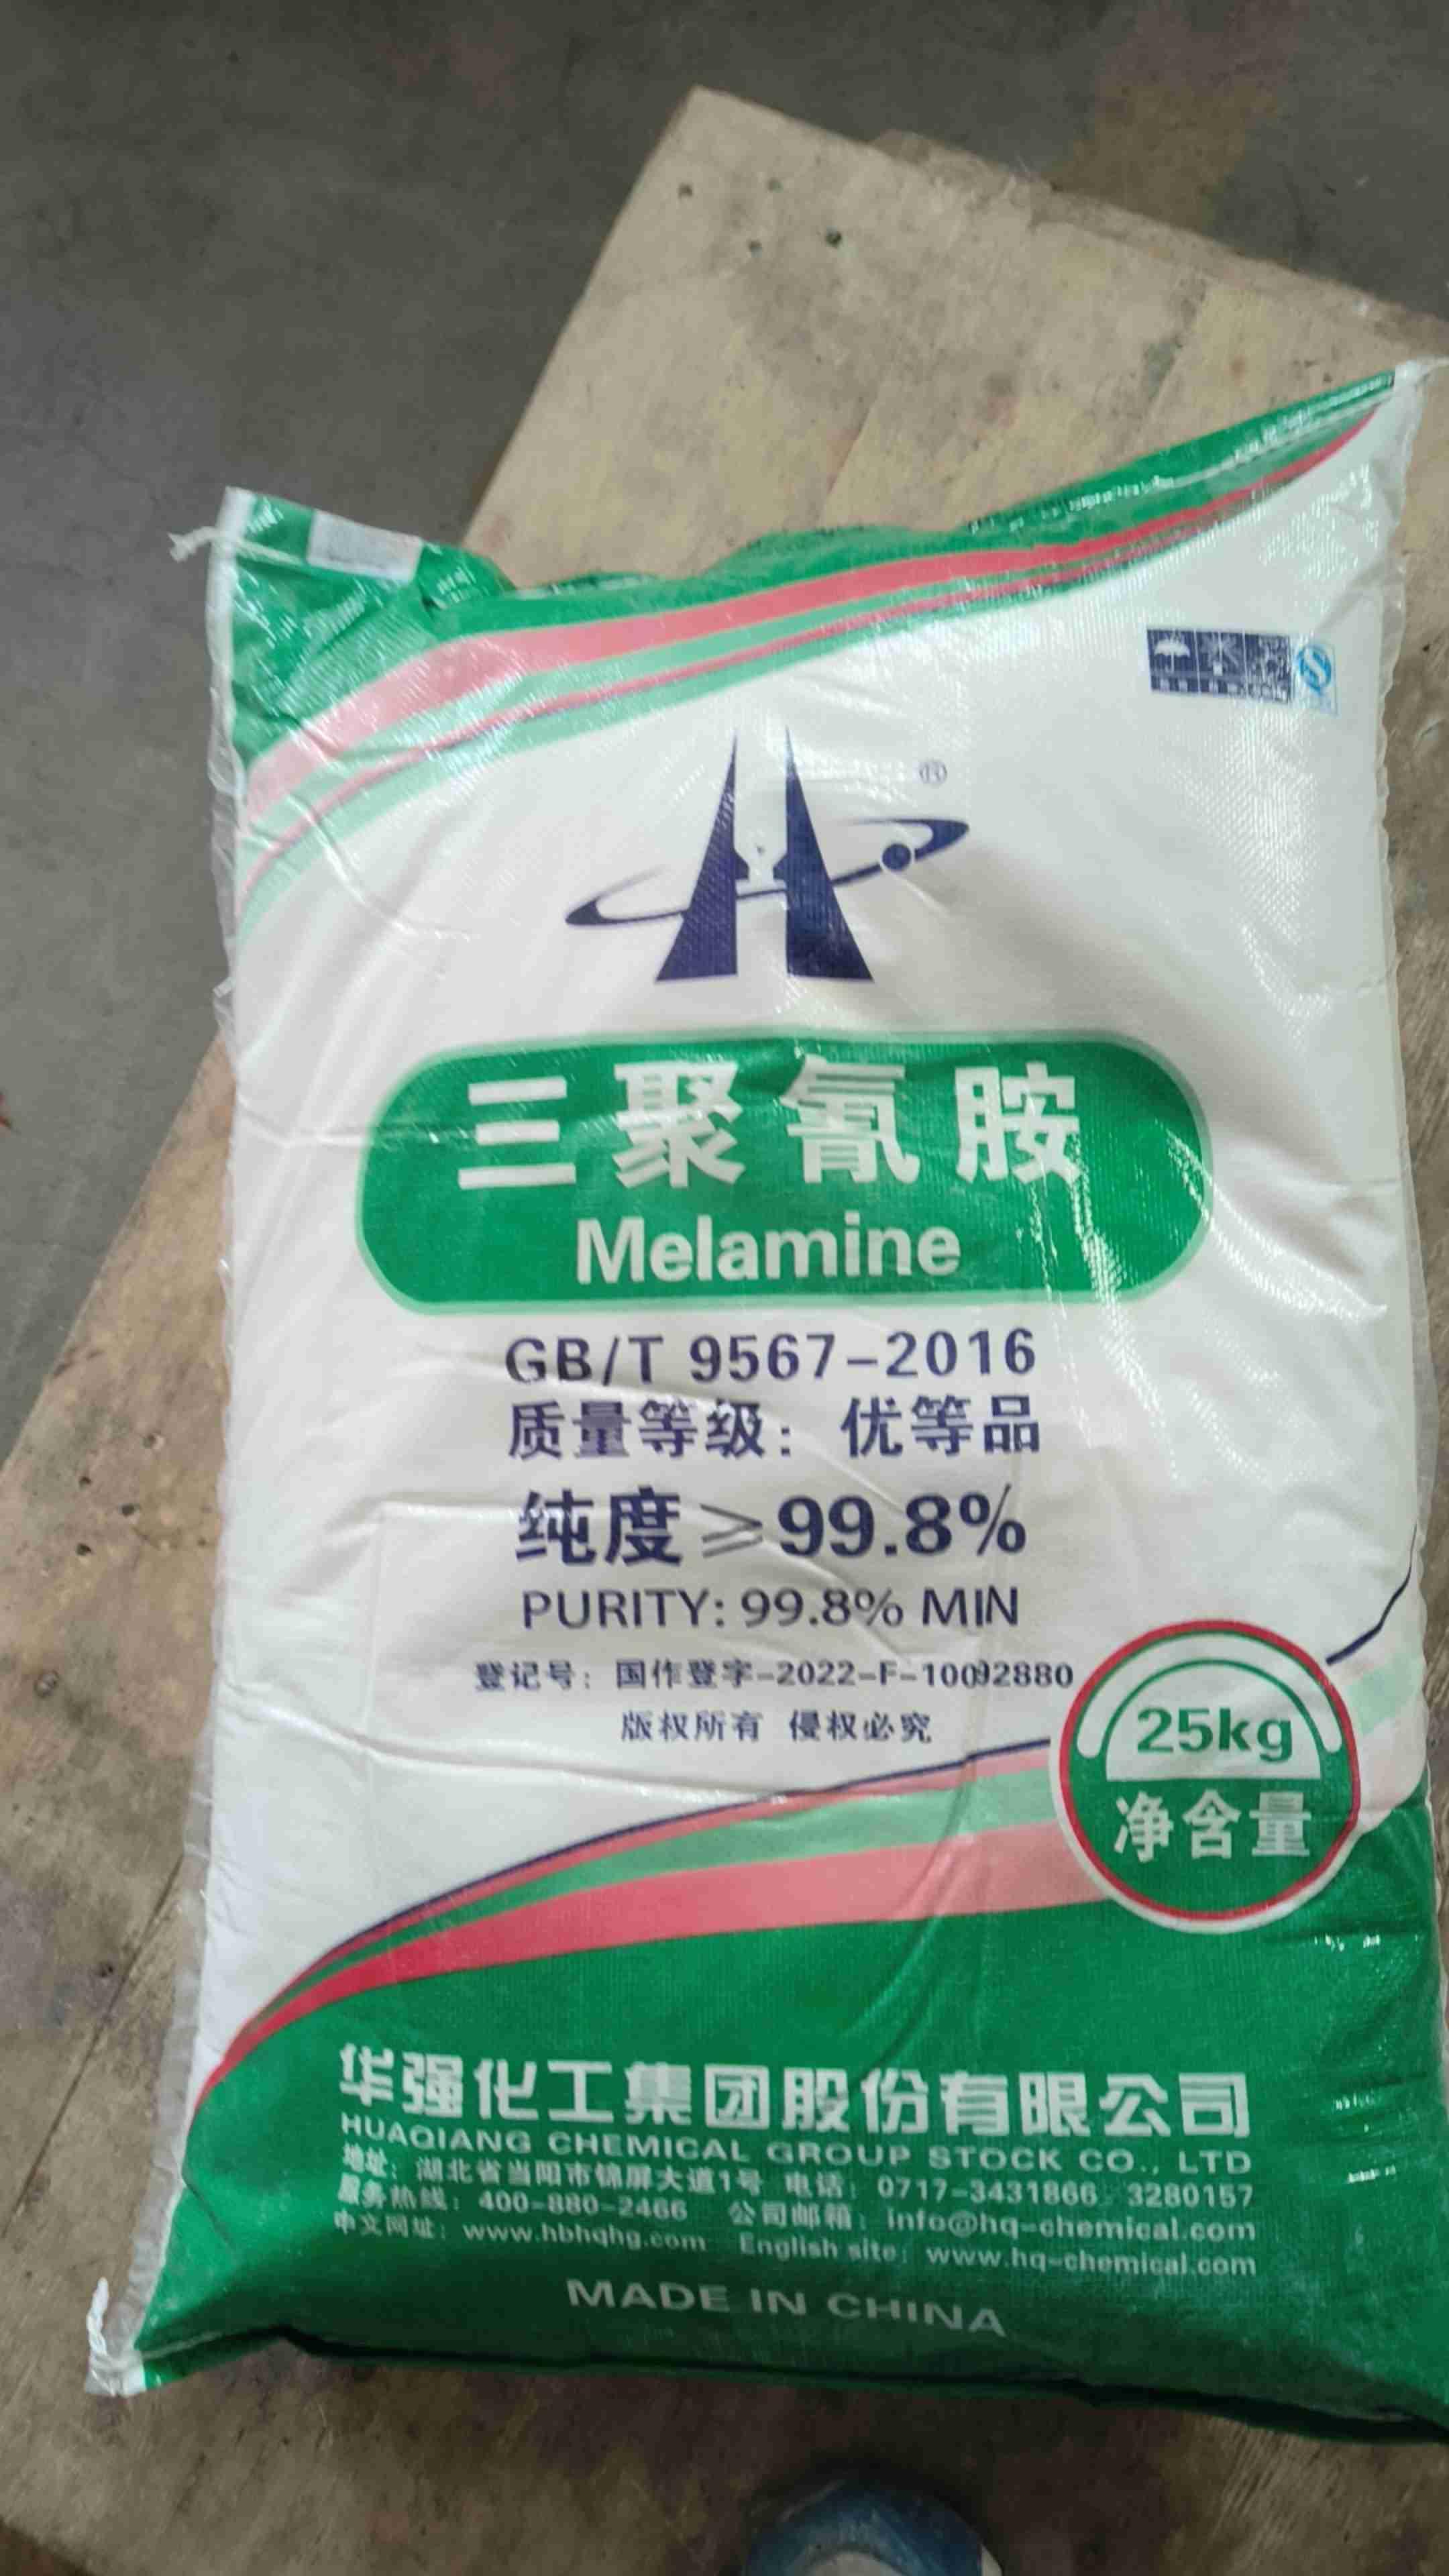 ®
三聚氰胺
Melamine
GB/T 9567-2016
质量等级：优等品
纯度≥99.8%
PURITY: 99.8% MIN
登记号：国作登字-2022-F-10092880
版权所有 侵权必究
25kg
净含量
华强化工集团股份有限公司
HUAQIANG CHEMICAL GROUP STOCK CO., LTD
地址：湖北省当阳市锦屏大道1号 电话：0717-3431866 3280157
服务热线：400-880-2466 公司邮箱：info@hq-chemical.com
中文网址：www.hbhqhg.com English site：www.hq-chemical.com
MADE IN CHINA